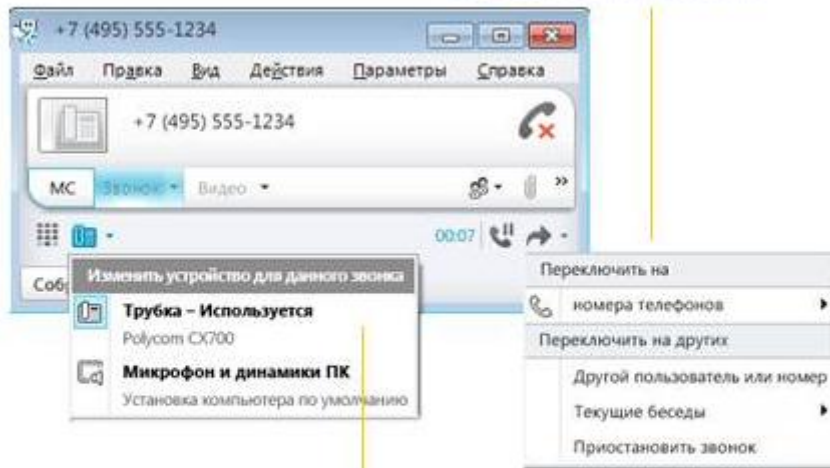 +7 (495) 555-1234
Файл Правка Вид Действия Параметры Справка
+7 (495) 555-1234
МС Звонок Видео »
00:07
Собр
Изменить устройство для данного звонка
Трубка – Используется
Polycom CX700
Микрофон и динамики ПК
Установка компьютера по умолчанию
Переключить на
номера телефонов
Переключить на других
Другой пользователь или номер
Текущие беседы
Приостановить звонок